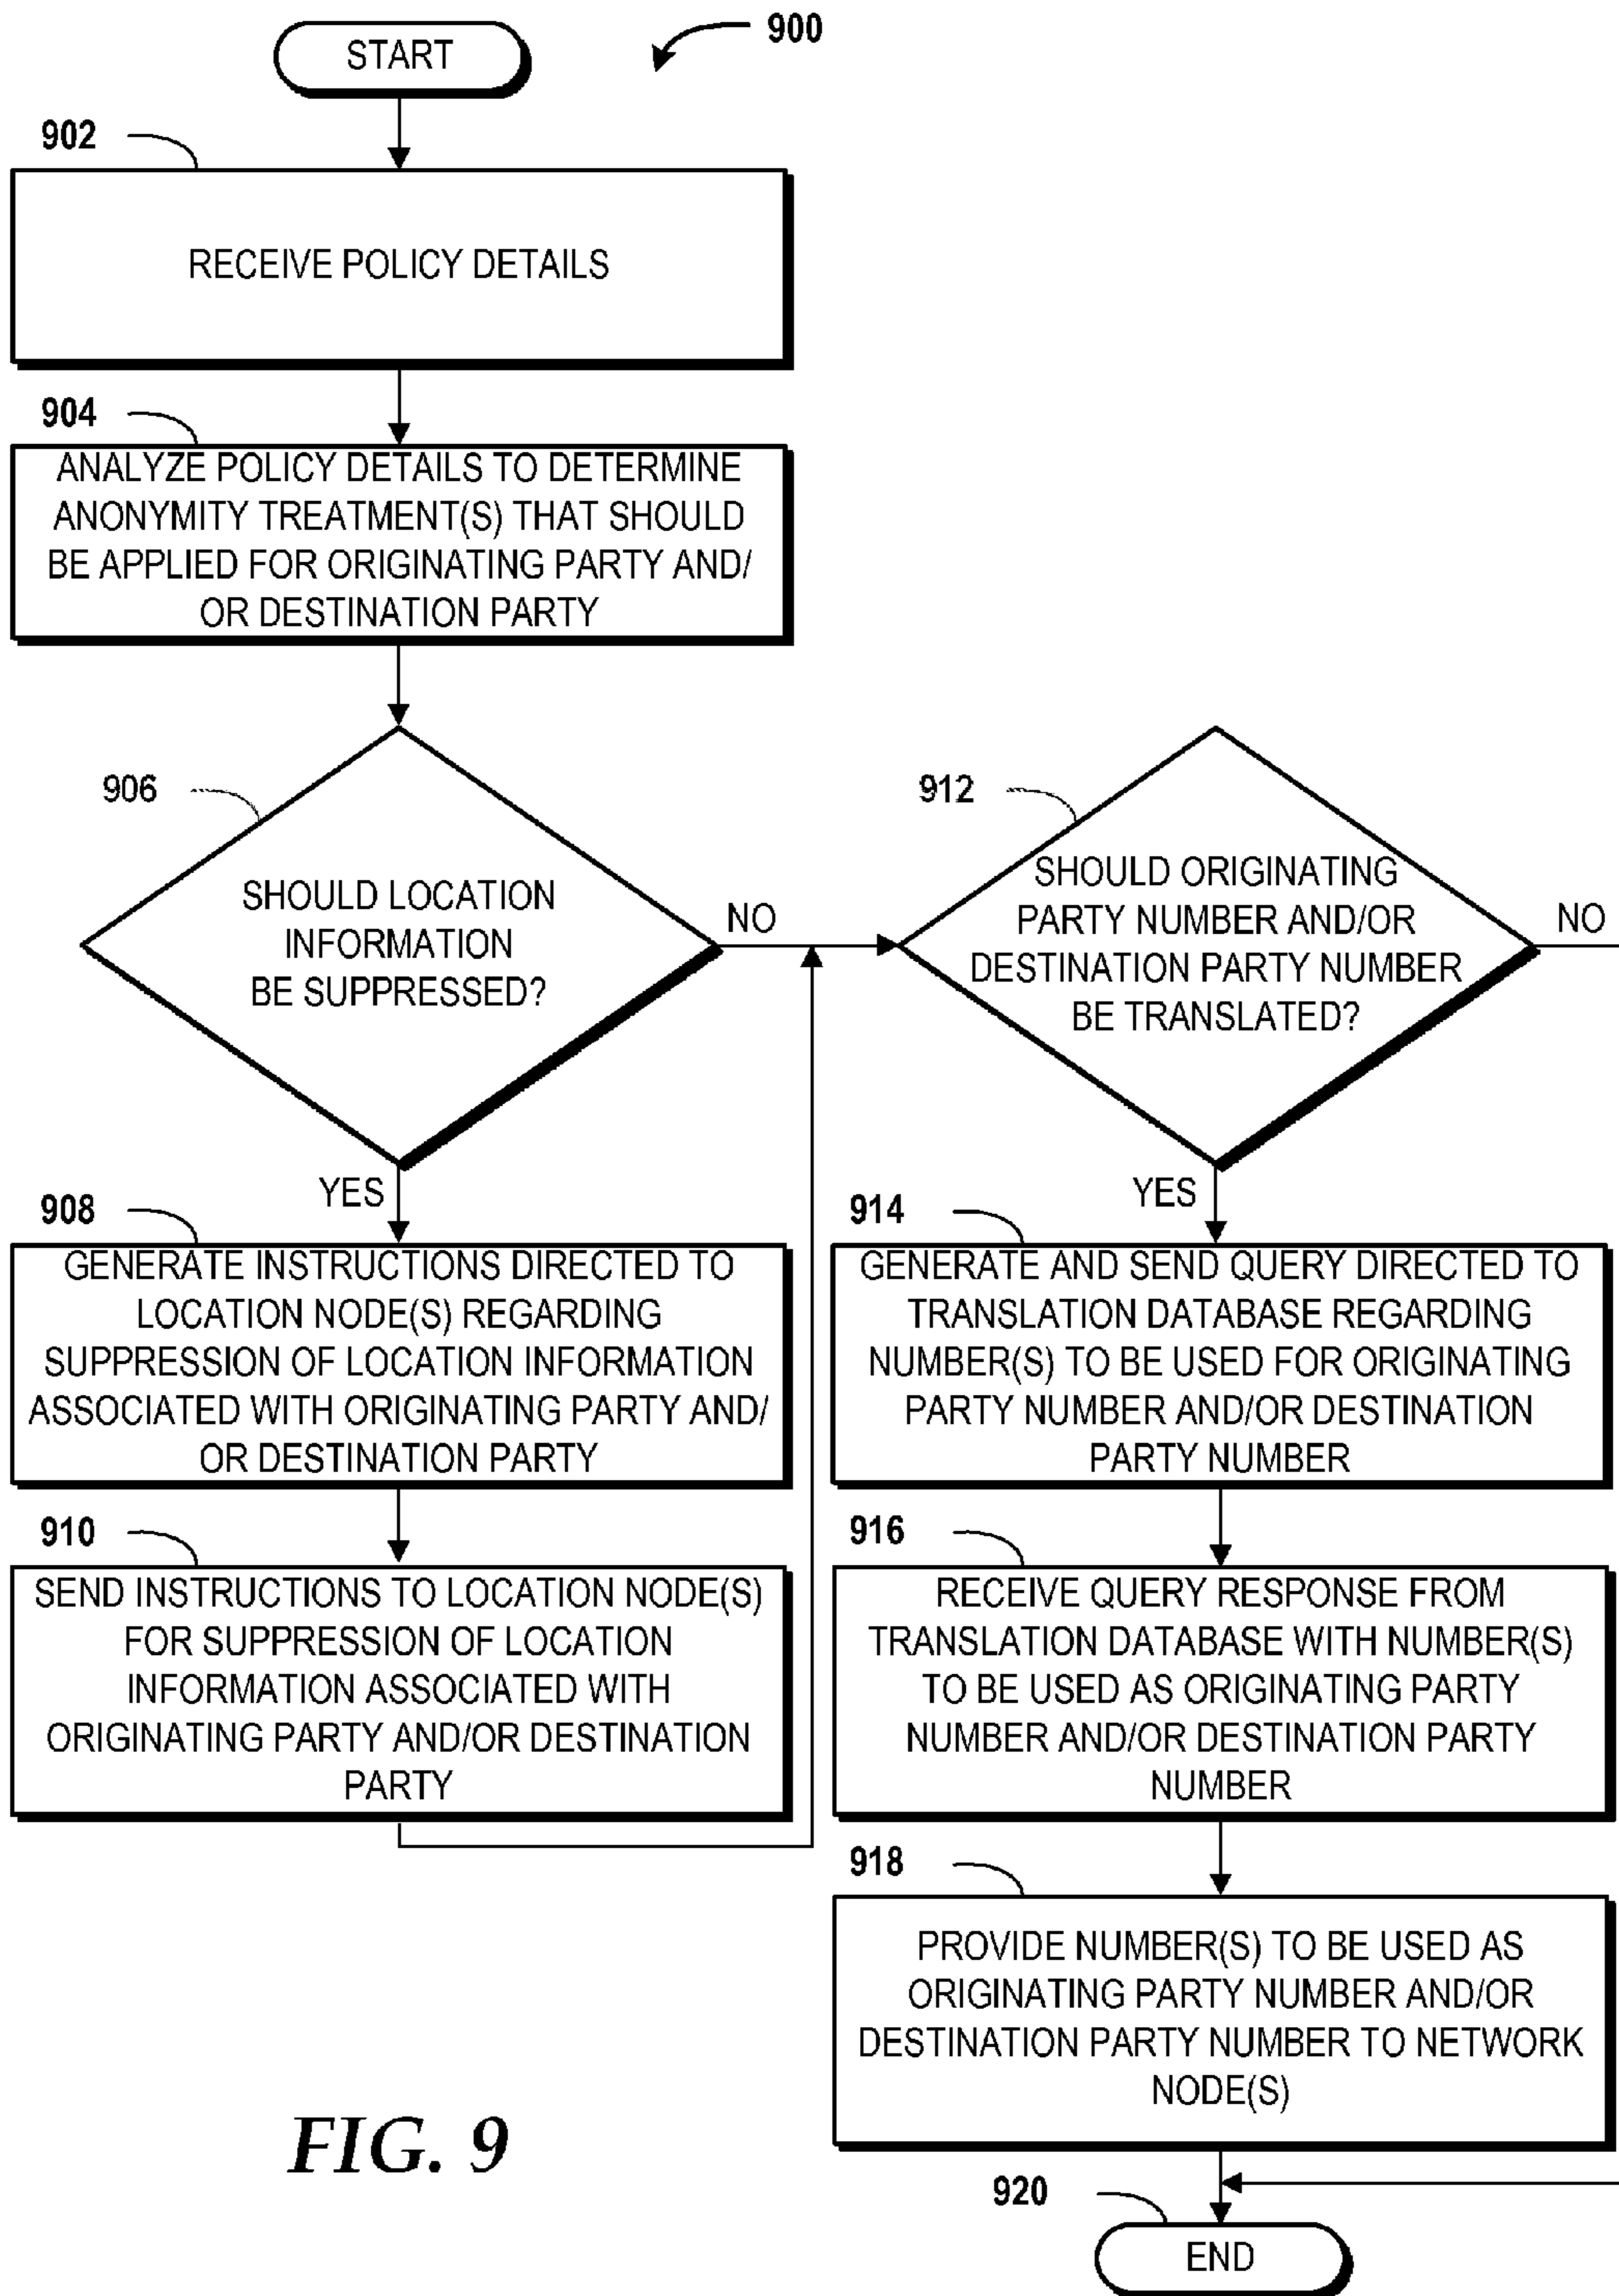 START
900
902
RECEIVE POLICY DETAILS
904
ANALYZE POLICY DETAILS TO DETERMINE
ANONYMITY TREATMENT(S) THAT SHOULD
BE APPLIED FOR ORIGINATING PARTY AND/
OR DESTINATION PARTY
906
SHOULD LOCATION
INFORMATION
BE SUPPRESSED?
NO
YES
908
GENERATE INSTRUCTIONS DIRECTED TO
LOCATION NODE(S) REGARDING
SUPPRESSION OF LOCATION INFORMATION
ASSOCIATED WITH ORIGINATING PARTY AND/
OR DESTINATION PARTY
910
SEND INSTRUCTIONS TO LOCATION NODE(S)
FOR SUPPRESSION OF LOCATION
INFORMATION ASSOCIATED WITH
ORIGINATING PARTY AND/OR DESTINATION
PARTY
912
SHOULD ORIGINATING
PARTY NUMBER AND/OR
DESTINATION PARTY NUMBER
BE TRANSLATED?
NO
YES
914
GENERATE AND SEND QUERY DIRECTED TO
TRANSLATION DATABASE REGARDING
NUMBER(S) TO BE USED FOR ORIGINATING
PARTY NUMBER AND/OR DESTINATION
PARTY NUMBER
916
RECEIVE QUERY RESPONSE FROM
TRANSLATION DATABASE WITH NUMBER(S)
TO BE USED AS ORIGINATING PARTY
NUMBER AND/OR DESTINATION PARTY
NUMBER
918
PROVIDE NUMBER(S) TO BE USED AS
ORIGINATING PARTY NUMBER AND/OR
DESTINATION PARTY NUMBER TO NETWORK
NODE(S)
920
END
FIG. 9